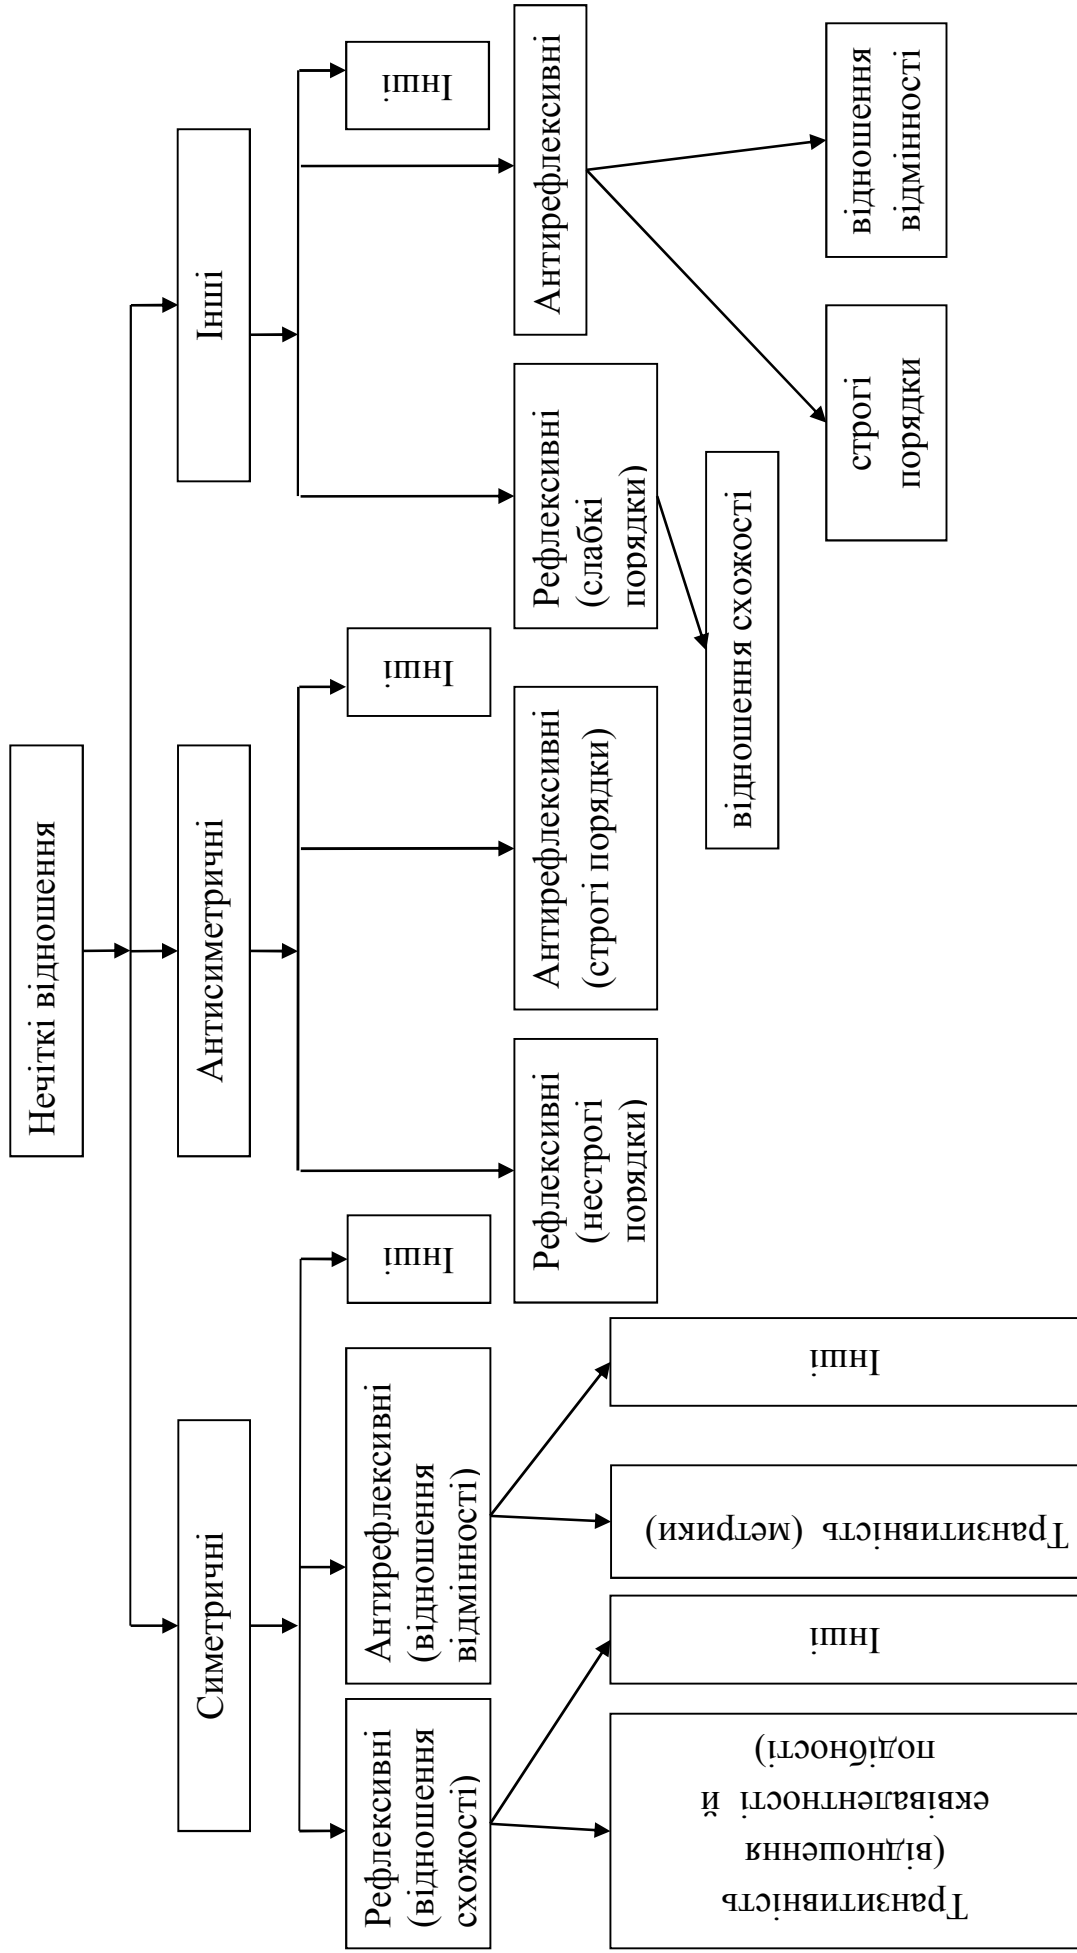 Нечіткі відношення
Симетричні
Антисиметричні
Інші
Рефлексивні
(відношення
схожості)
Антирефлексивні
(відношення
відмінності)
Інші
Рефлексивні
(нестрогі
порядки)
Антирефлексивні
(строгі порядки)
Інші
Рефлексивні
(слабкі
порядки)
Антирефлексивні
Інші
Транзитивність
(відношення
еквівалентності й
подібності)
Інші
Транзитивність (метрики)
Інші
відношення схожості
строгі
порядки
відношення
відмінності